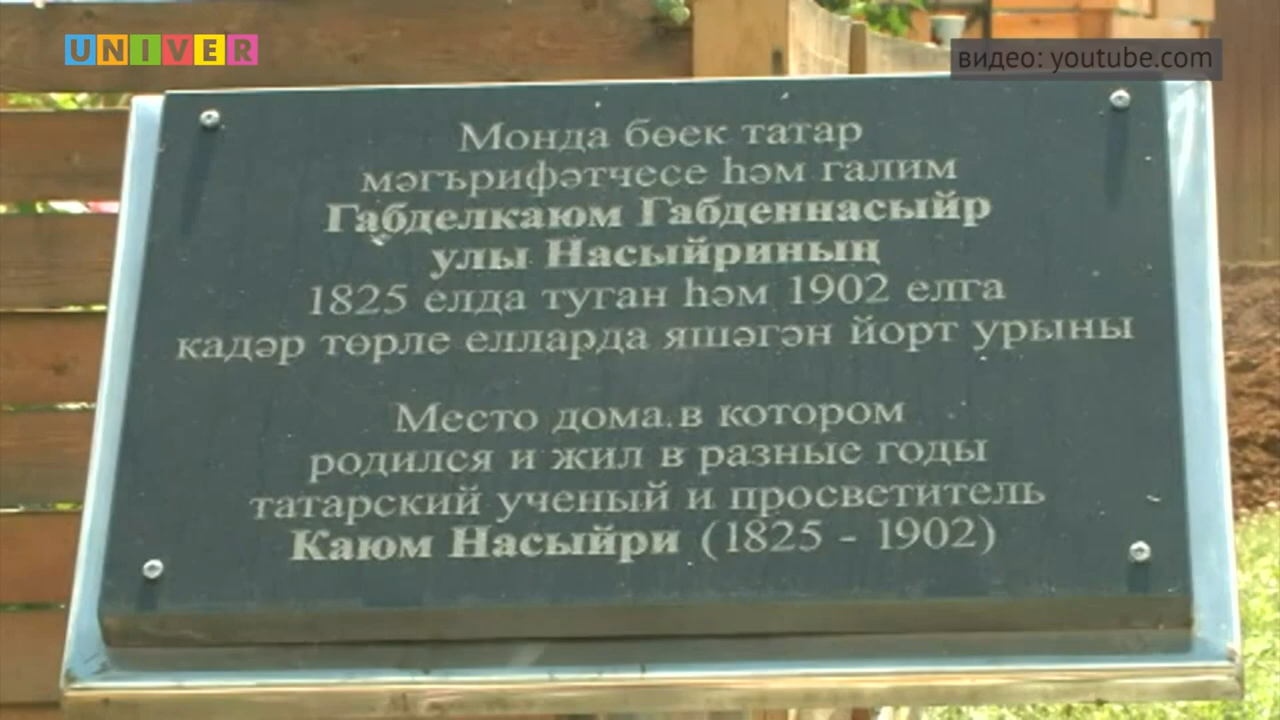 UNIVER
видео: youtube.com
Монда бөек татар
мәгърифәтчесе һәм галим
Габделкаюм Габденнасыйр
улы Насыйриның
1825 елда туган һәм 1902 елга
кадәр төрле елларда яшәгән йорт урыны
Место дома в котором
родился и жил в разные годы
татарский ученый и просветитель
Каюм Насыйри (1825 - 1902)